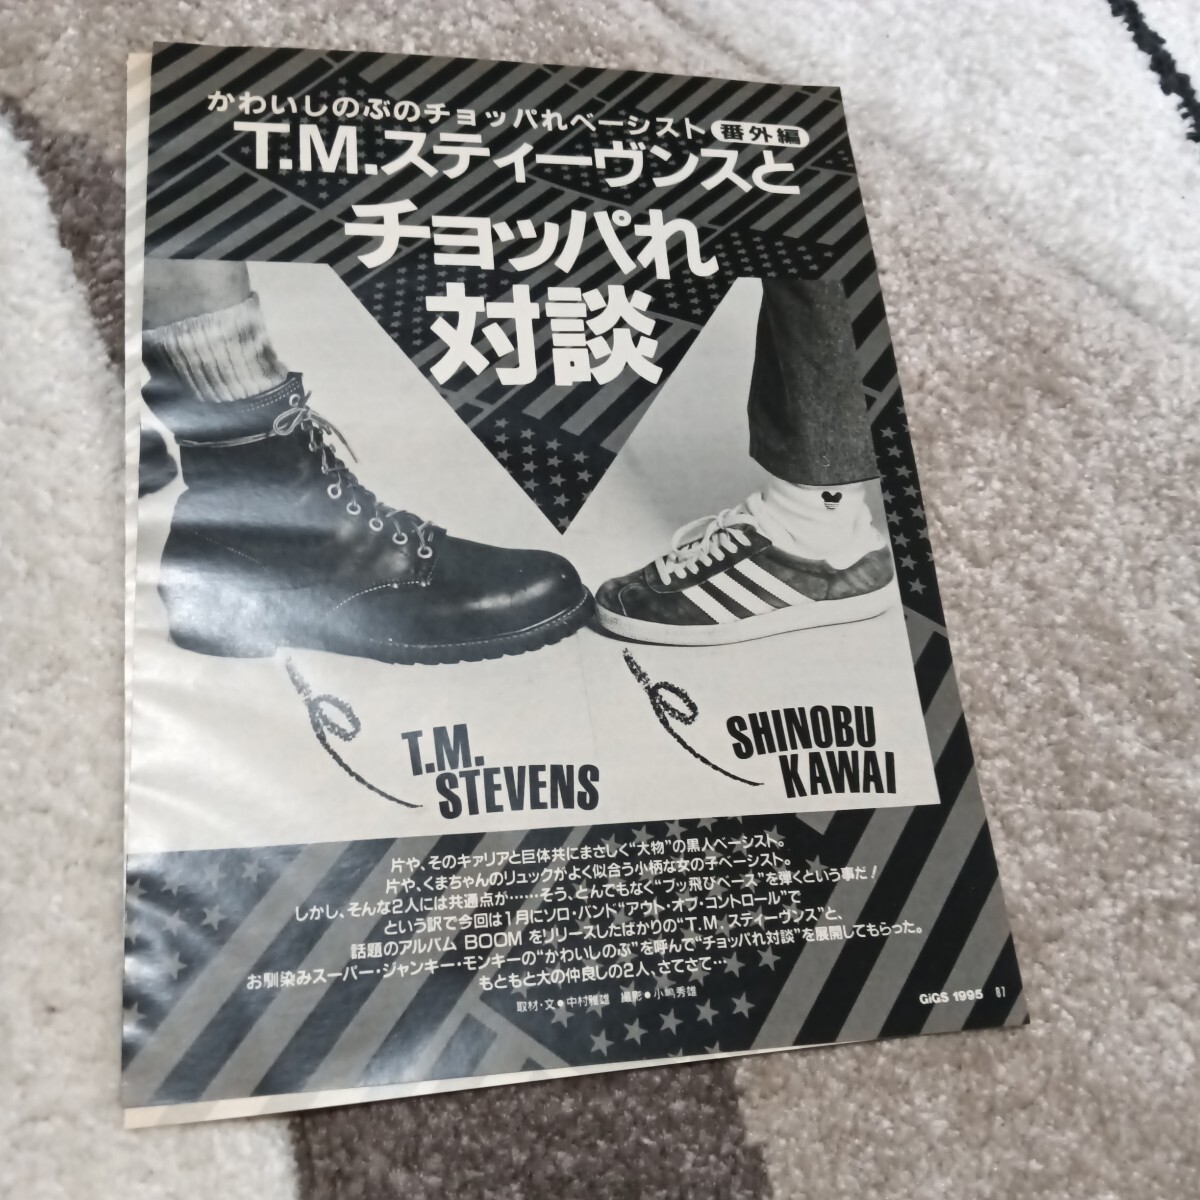 かわいしのぶのチョッパれベーシスト 番外編
T.M.スティーヴンスと
チョッパれ
対談
T.M.
STEVENS
SHINOBU
KAWAI
片や、そのキャリアと巨体共にまさしく“大物”の黒人ベーシスト。
片や、くまちゃんのリュックがよく似合う小柄な女の子ベーシスト。
しかし、そんな2人には共通点が……そう、とんでもなく“ブッ飛びベース”を弾くという事だ!
という訳で今回は1月にソロ・バンド“アウト・オブ・コントロール”で
話題のアルバム BOOM をリリースしたばかりの“T.M.スティーヴンス”と、
お馴染みスーパー・ジャンキー・モンキーの“かわいしのぶ”を呼んで“チョッパれ対談”を展開してもらった。
もともと大の仲良しの2人、さてさて…
取材・文●中村雅雄 撮影●小嶋秀雄
GiGS 1995 87